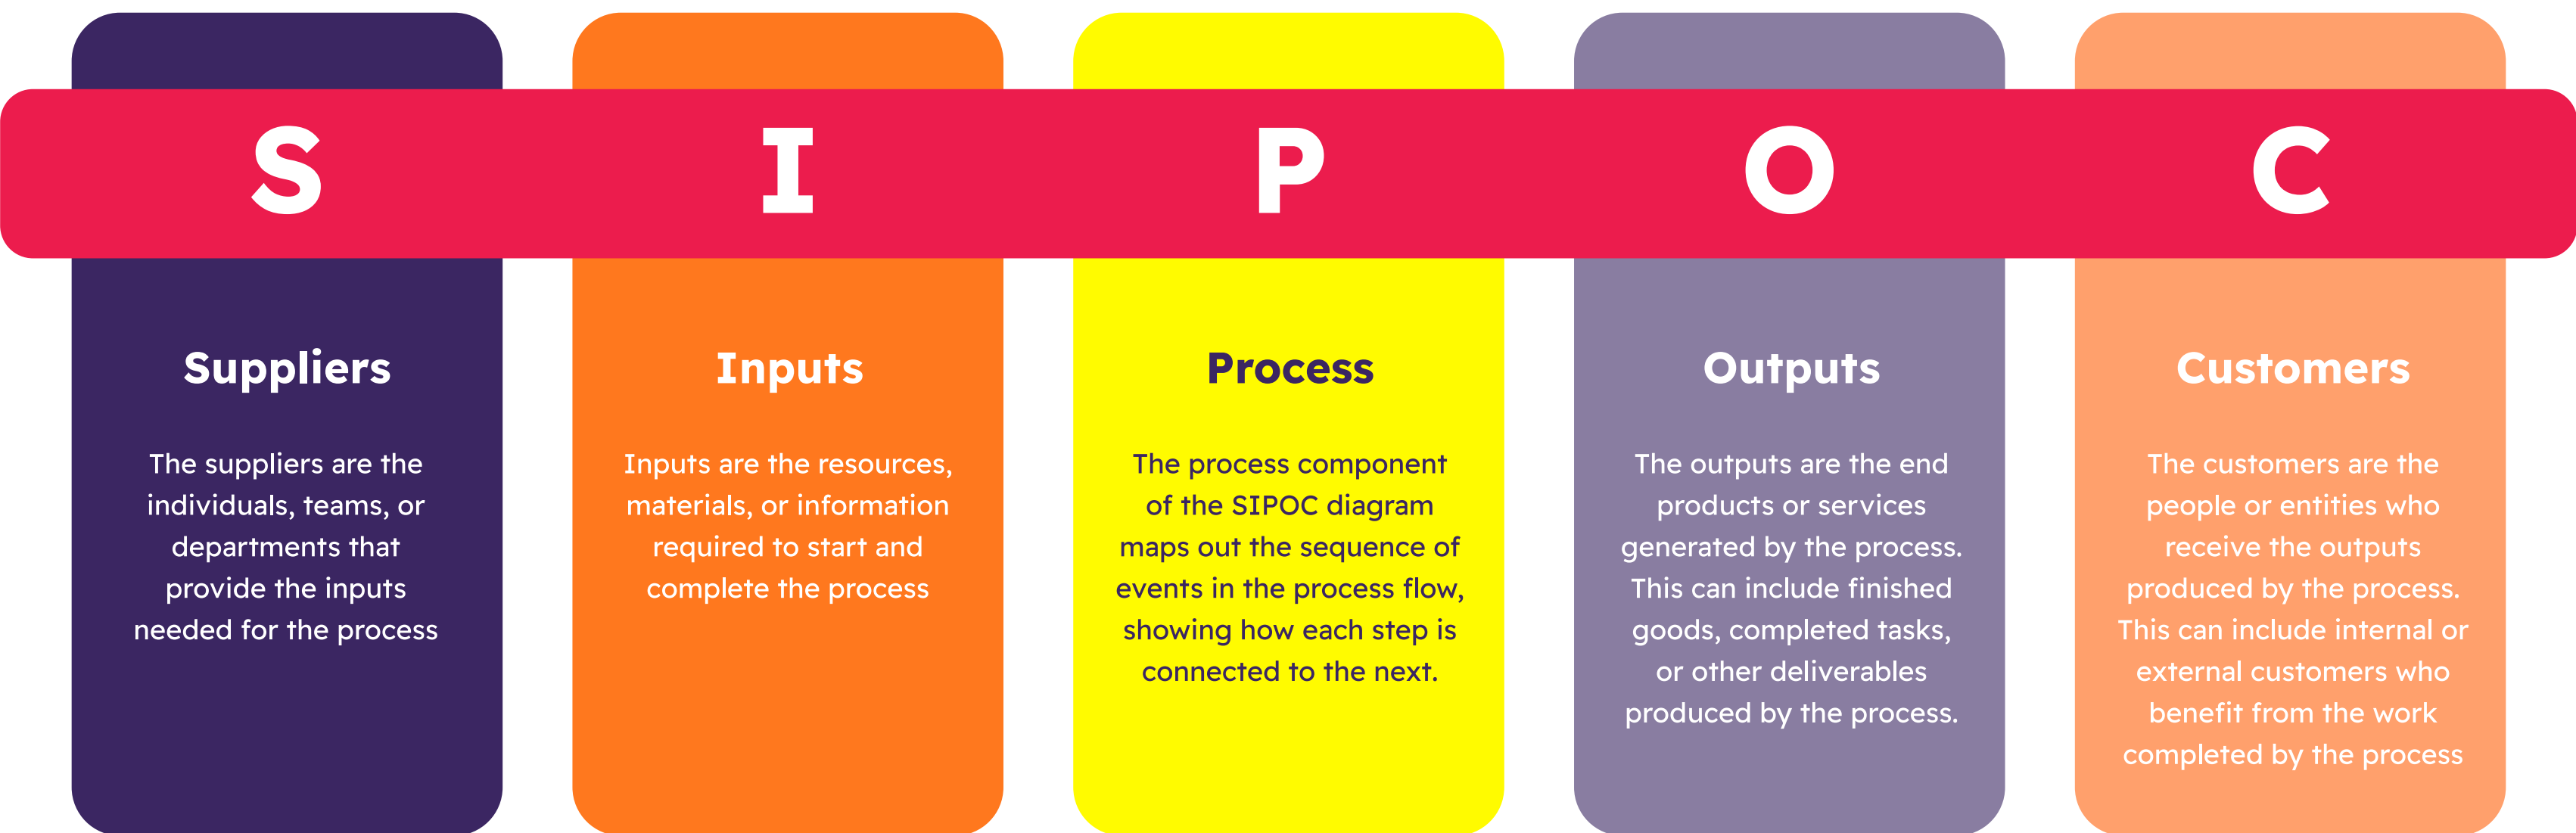 S
I
P
O
C
Suppliers
The suppliers are the
individuals, teams, or
departments that
provide the inputs
needed for the process
Inputs
Inputs are the resources,
materials, or information
required to start and
complete the process
Process
The process component
of the SIPOC diagram
maps out the sequence of
events in the process flow,
showing how each step is
connected to the next.
Outputs
The outputs are the end
products or services
generated by the process.
This can include finished
goods, completed tasks,
or other deliverables
produced by the process.
Customers
The customers are the
people or entities who
receive the outputs
produced by the process.
This can include internal or
external customers who
benefit from the work
completed by the process